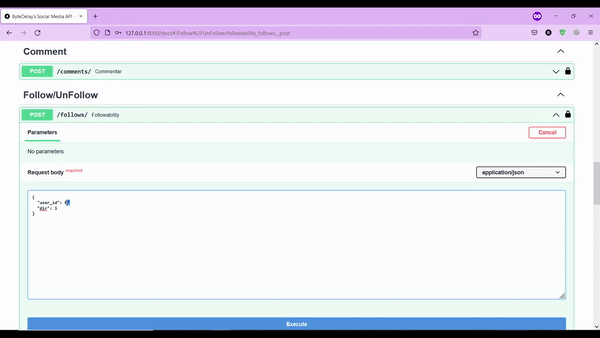 ByteDelay's Social Media API -
127.0.0.1:8000/docs#/Follow%2FUnFollow/followability_follows__post
Comment
POST /comments/ Commentar
Follow/UnFollow
POST /follows/ Followability
Parameters
Cancel
No parameters
Request body required
application/json
{
"user_id":
"dir": 1
}
Execute